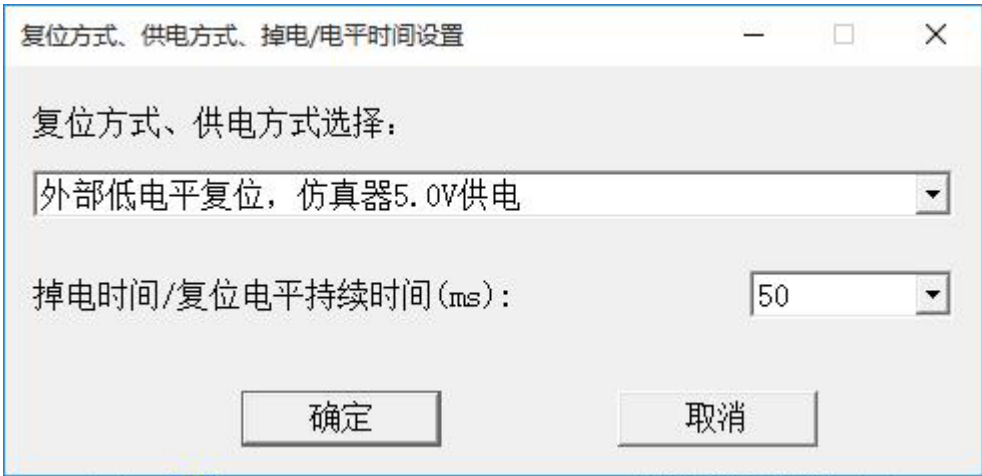 复位方式、供电方式、掉电/电平时间设置
复位方式、供电方式选择:
外部低电平复位，仿真器5.0V供电
掉电时间/复位电平持续时间(ms):
50
确定
取消